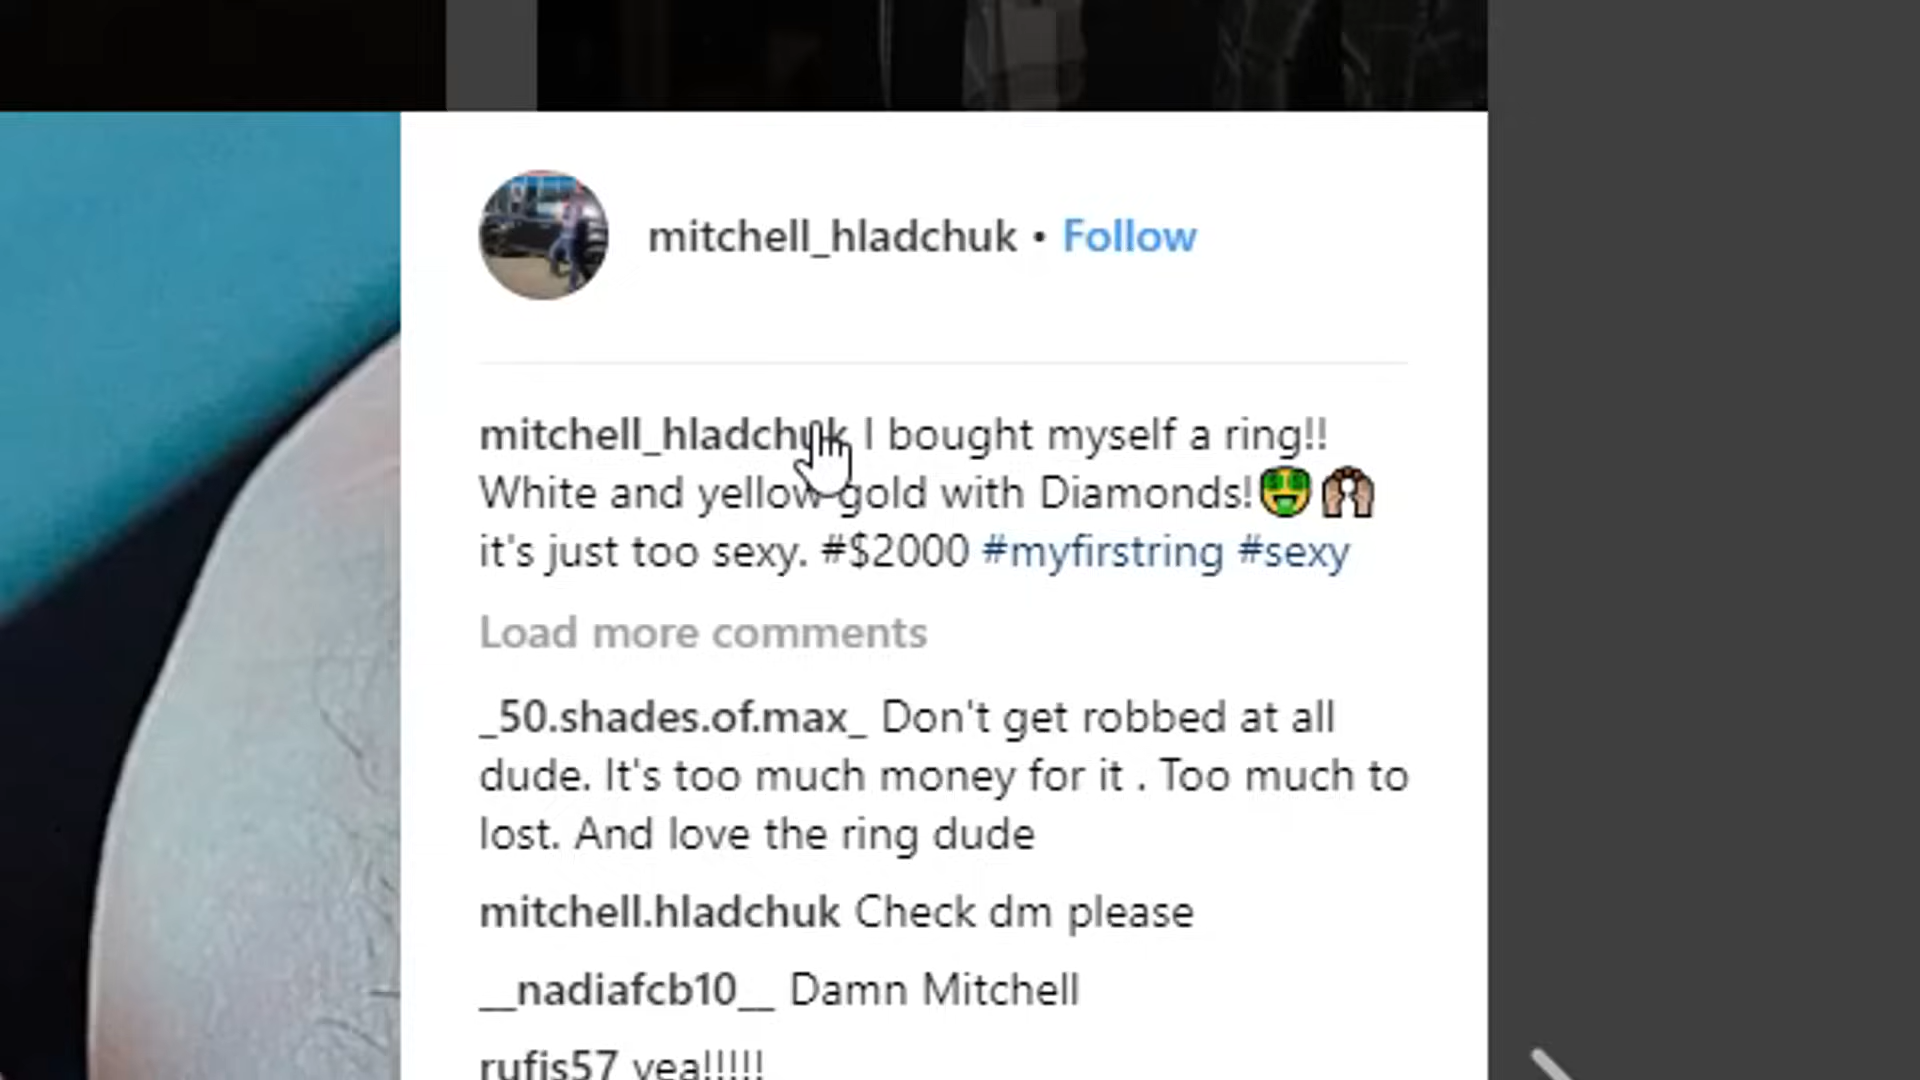 mitchell_hladchuk • Follow
mitchell_hladchuk I bought myself a ring!!
White and yellow gold with Diamonds!🤑🙌🏽
it's just too sexy. #$2000 #myfirstring #sexy
Load more comments
_50.shades.of.max_ Don't get robbed at all
dude. It's too much money for it . Too much to
lost. And love the ring dude
mitchell.hladchuk Check dm please
__nadiafcb10__ Damn Mitchell
rufis57 yea!!!!!